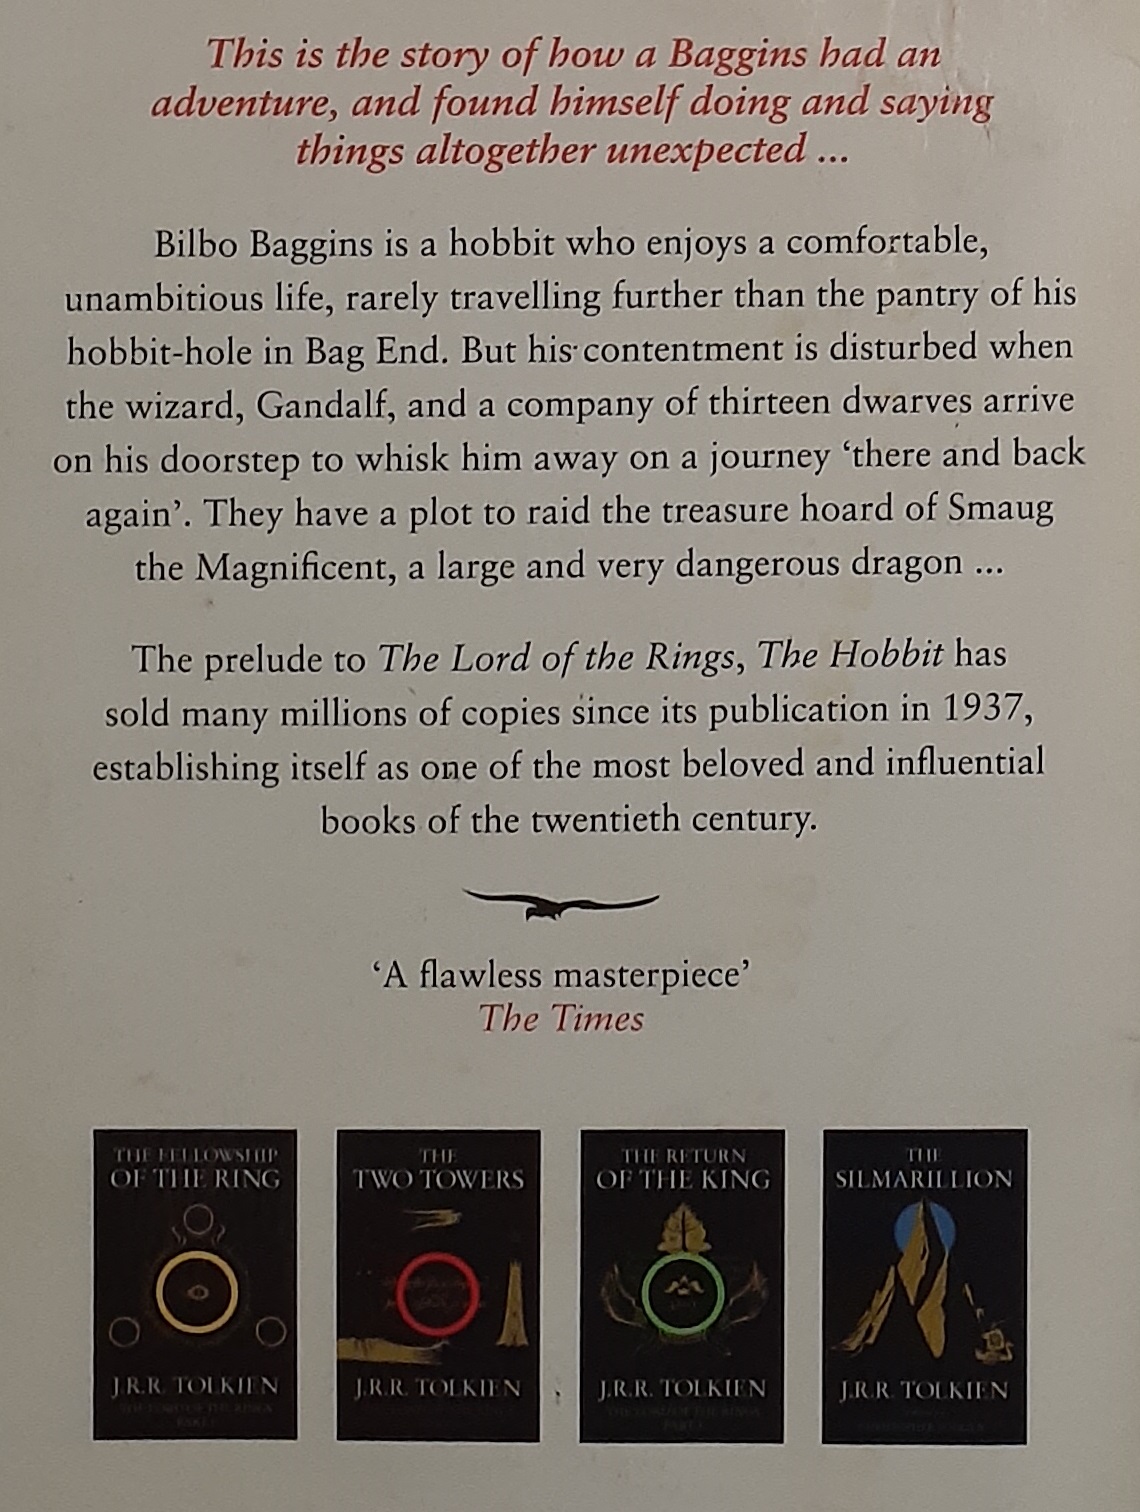 This is the story of how a Baggins had an
adventure, and found himself doing and saying
things altogether unexpected ...
Bilbo Baggins is a hobbit who enjoys a comfortable,
unambitious life, rarely travelling further than the pantry of his
hobbit-hole in Bag End. But his contentment is disturbed when
the wizard, Gandalf, and a company of thirteen dwarves arrive
on his doorstep to whisk him away on a journey ‘there and back
again’. They have a plot to raid the treasure hoard of Smaug
the Magnificent, a large and very dangerous dragon ...
The prelude to The Lord of the Rings, The Hobbit has
sold many millions of copies since its publication in 1937,
establishing itself as one of the most beloved and influential
books of the twentieth century.
‘A flawless masterpiece’
The Times
THE FELLOWSHIP
OF THE RING
J.R.R. TOLKIEN
THE
TWO TOWERS
J.R.R. TOLKIEN
THE RETURN
OF THE KING
J.R.R. TOLKIEN
THE
SILMARILLION
J.R.R. TOLKIEN